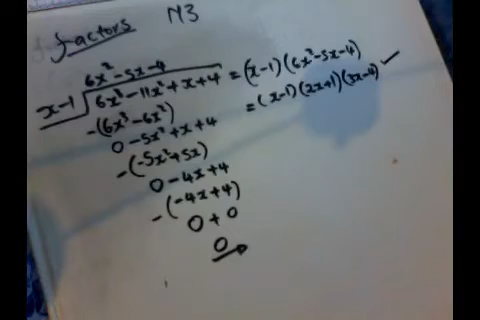 Factors N3
6x² - 5x - 4
x-1 √6x³ - 11x² + x + 4 = (x-1)(6x² - 5x - 4)
-(6x³ - 6x²) = (x-1)(2x+1)(3x-4) ✓
0 - 5x² + x + 4
-(-5x² + 5x)
0 - 4x + 4
-(-4x + 4)
0 + 0
0